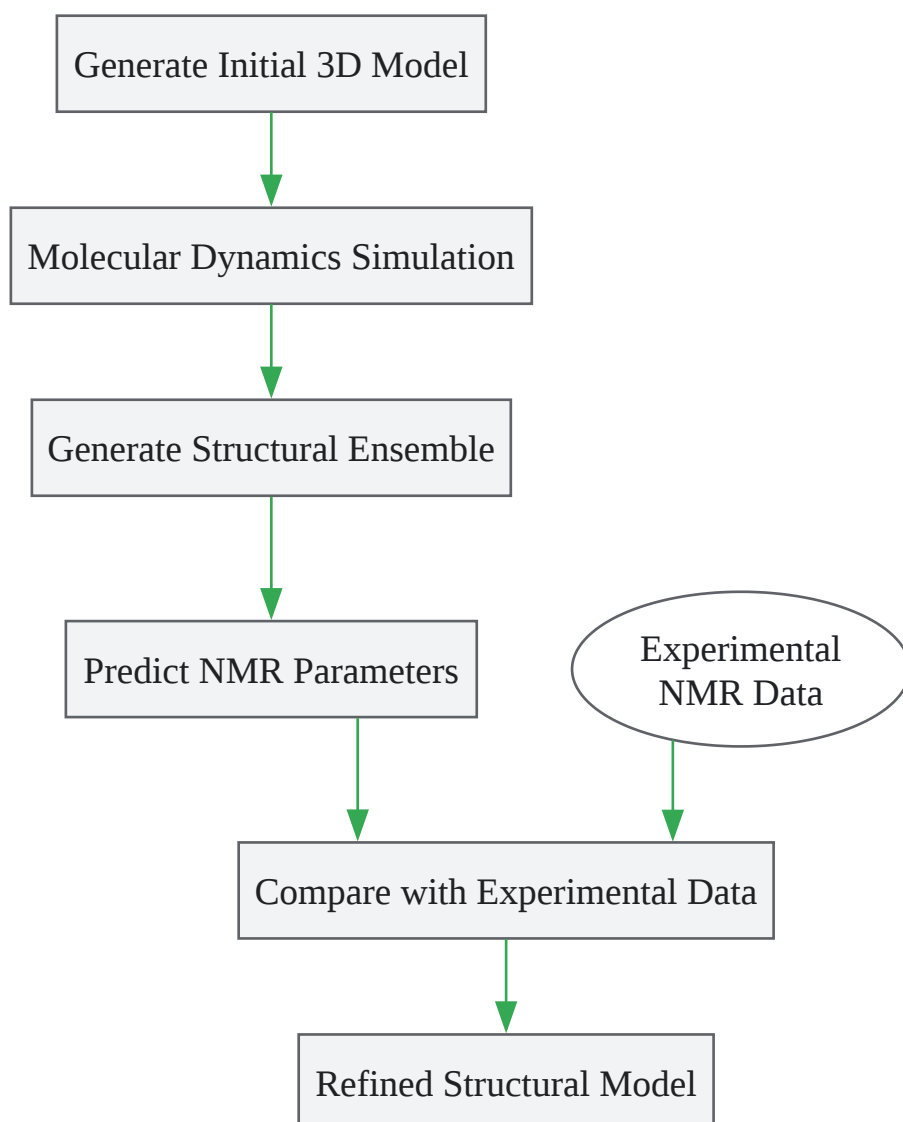 Generate Initial 3D Model
Molecular Dynamics Simulation
Generate Structural Ensemble
Predict NMR Parameters
Experimental
NMR Data
Compare with Experimental Data
Refined Structural Model